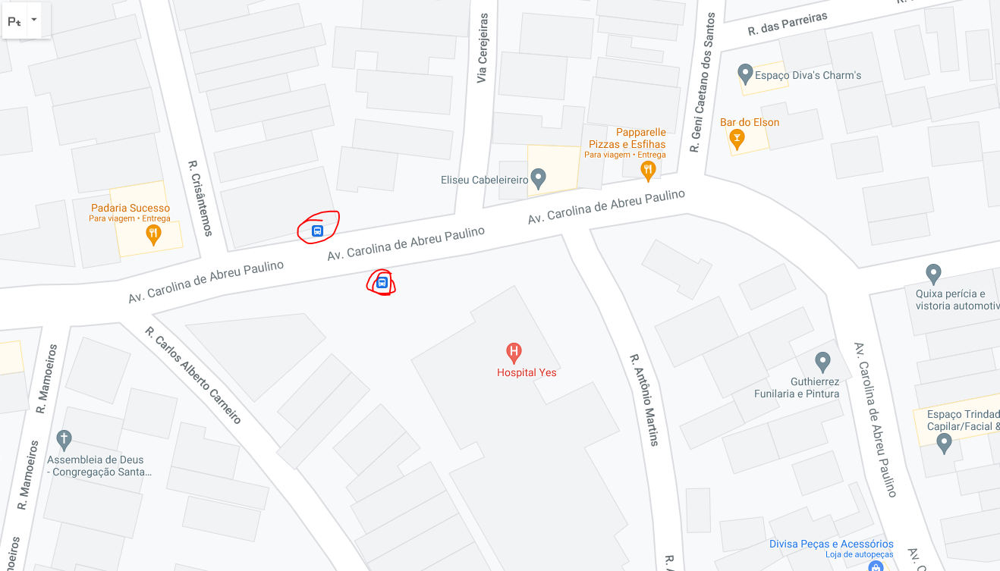 Pt
R. das Parreiras
Via Cerejeiras
R. Geni Caetano dos Santos
Espaço Diva's Charm's
Bar do Elson
Papparelle
Pizzas e Esfihas
Para viagem • Entrega
Eliseu Cabeleireiro
R. Crisântemos
Padaria Sucesso
Para viagem • Entrega
Av. Carolina de Abreu Paulino
Av. Carolina de Abreu Paulino
Av. Carolina de Abreu Paulino
Quixa perícia e
vistoria automotiv
R. Carlos Alberto Carneiro
R. Mamoeiros
H
Hospital Yes
R. Antônio Martins
Guthierrez
Funilaria e Pintura
Av. Carolina de Abreu Paulino
Espaço Trindad
Capilar/Facial &
Assembleia de Deus
- Congregação Santa...
R. Mamoeiros
moeiros
Divisa Peças e Acessórios
Loja de autopeças
R. A
Av. C